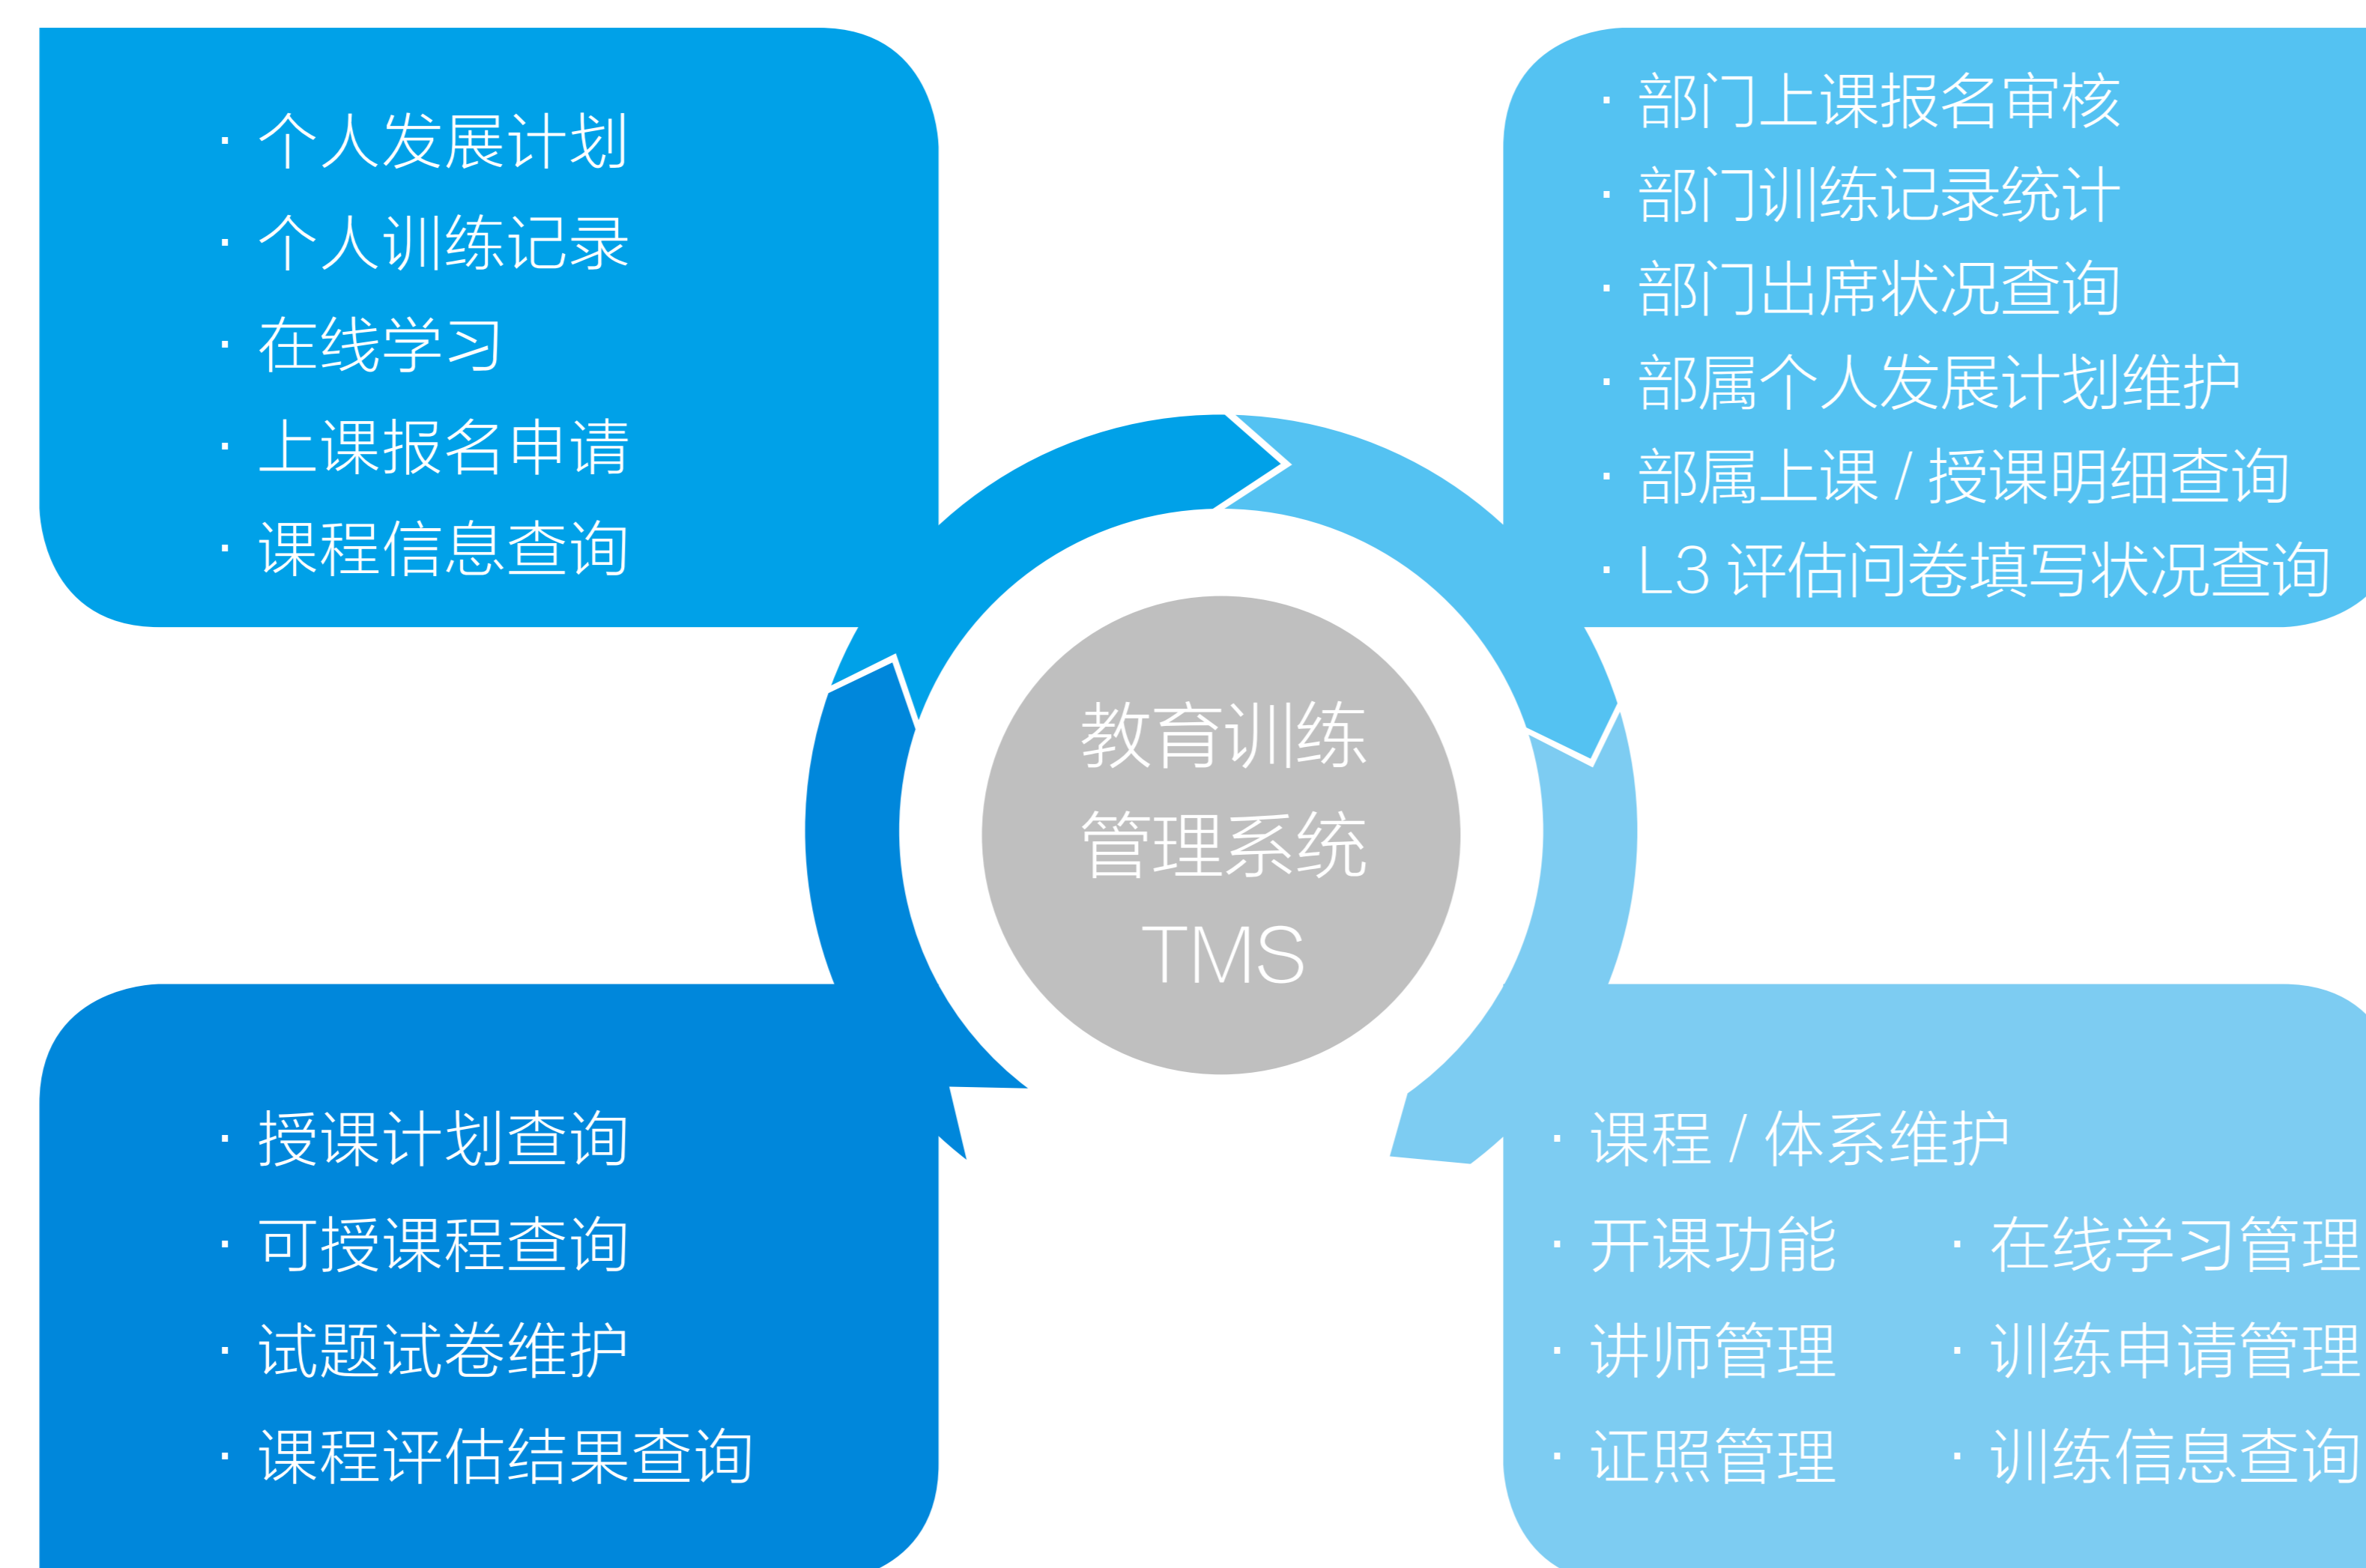 · 个人发展计划
· 个人训练记录
· 在线学习
· 上课报名申请
· 课程信息查询
· 部门上课报名审核
· 部门训练记录统计
· 部门出席状况查询
· 部属个人发展计划维护
· 部属上课 / 授课明细查询
· L3 评估问卷填写状况查询
教育训练
管理系统
TMS
· 授课计划查询
· 可授课程查询
· 试题试卷维护
· 课程评估结果查询
· 课程 / 体系维护
· 开课功能
· 讲师管理
· 证照管理
· 在线学习管理
· 训练申请管理
· 训练信息查询